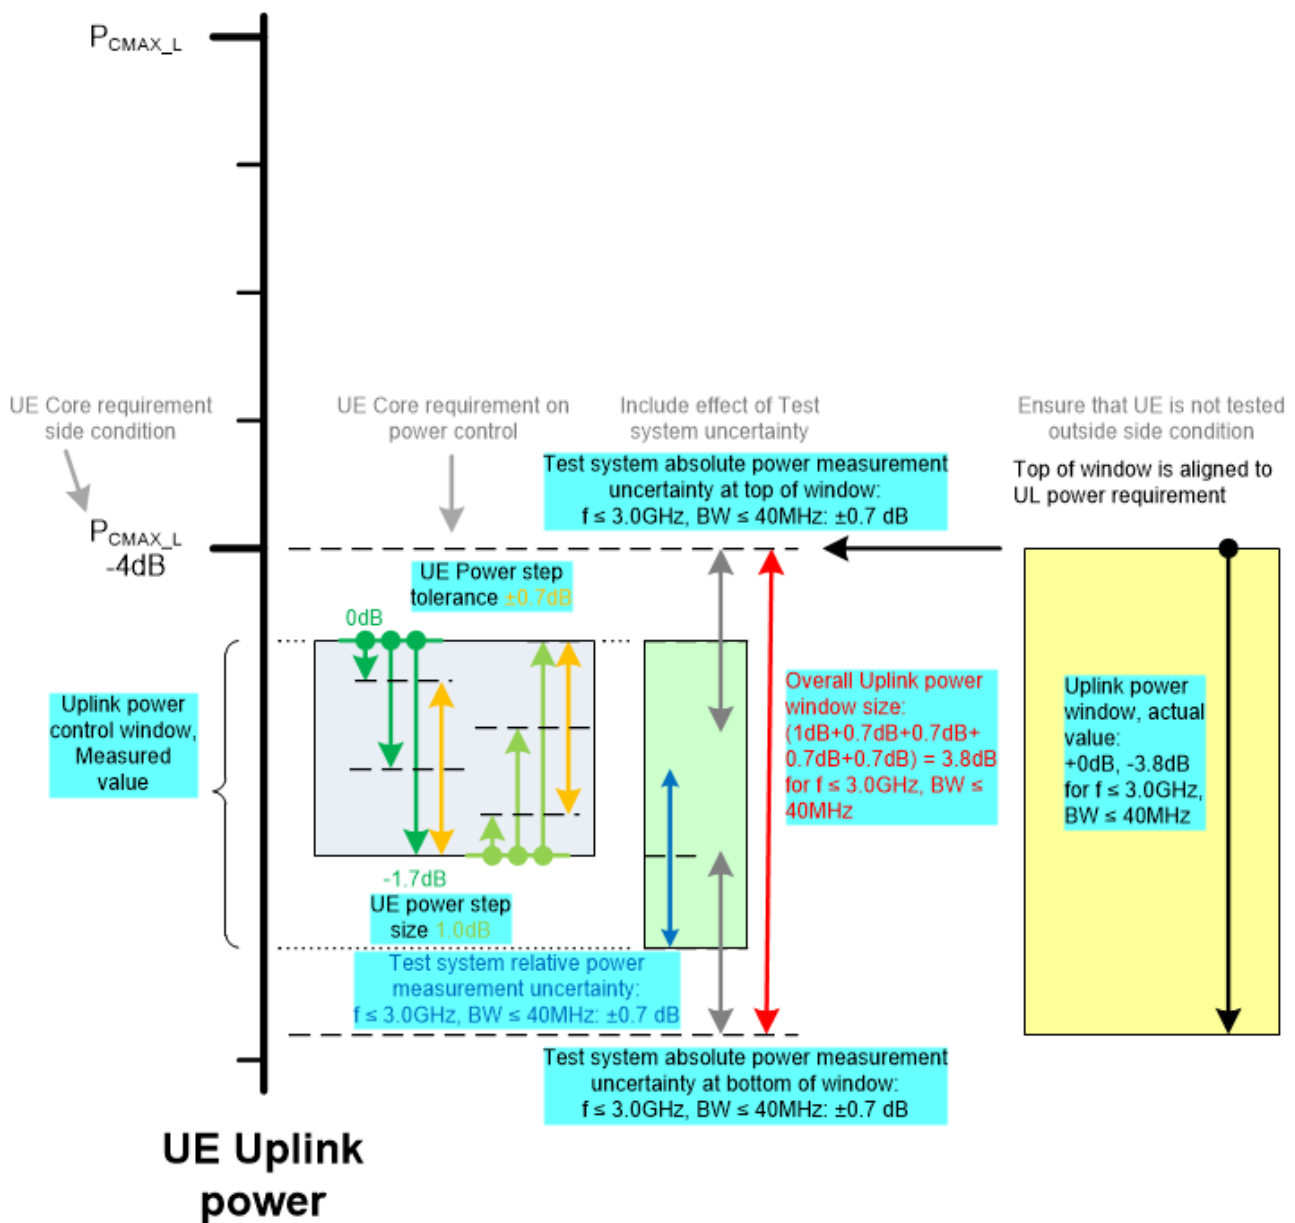 P_CMAX_L
UE Core requirement
side condition
UE Core requirement on
power control
Include effect of Test
system uncertainty
Ensure that UE is not tested
outside side condition
Test system absolute power measurement
uncertainty at top of window:
f ≤ 3.0GHz, BW ≤ 40MHz: ±0.7 dB
Top of window is aligned to
UL power requirement
P_CMAX_L
-4dB
UE Power step
tolerance ±0.7dB
0dB
Uplink power
control window,
Measured
value
Overall Uplink power
window size:
(1dB+0.7dB+0.7dB+
0.7dB+0.7dB) = 3.8dB
for f ≤ 3.0GHz, BW ≤
40MHz
Uplink power
window, actual
value:
+0dB, -3.8dB
for f ≤ 3.0GHz,
BW ≤ 40MHz
-1.7dB
UE power step
size 1.0dB
Test system relative power
measurement uncertainty:
f ≤ 3.0GHz, BW ≤ 40MHz: ±0.7 dB
Test system absolute power measurement
uncertainty at bottom of window:
f ≤ 3.0GHz, BW ≤ 40MHz: ±0.7 dB
UE Uplink
power